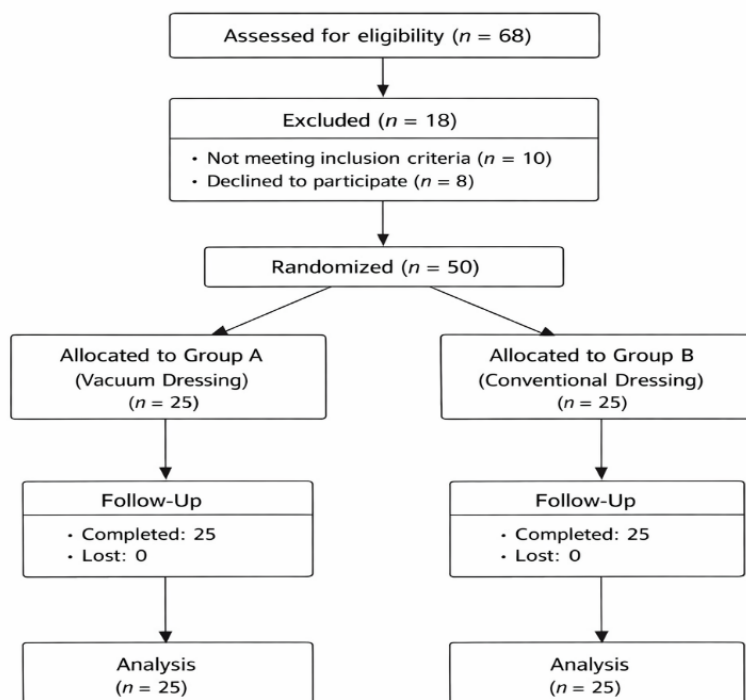 Assessed for eligibility (n = 68)
Excluded (n = 18)
• Not meeting inclusion criteria (n = 10)
• Declined to participate (n = 8)
Randomized (n = 50)
Allocated to Group A
(Vacuum Dressing)
(n = 25)
Allocated to Group B
(Conventional Dressing)
(n = 25)
Follow-Up
• Completed: 25
• Lost: 0
Follow-Up
• Completed: 25
• Lost: 0
Analysis
(n = 25)
Analysis
(n = 25)